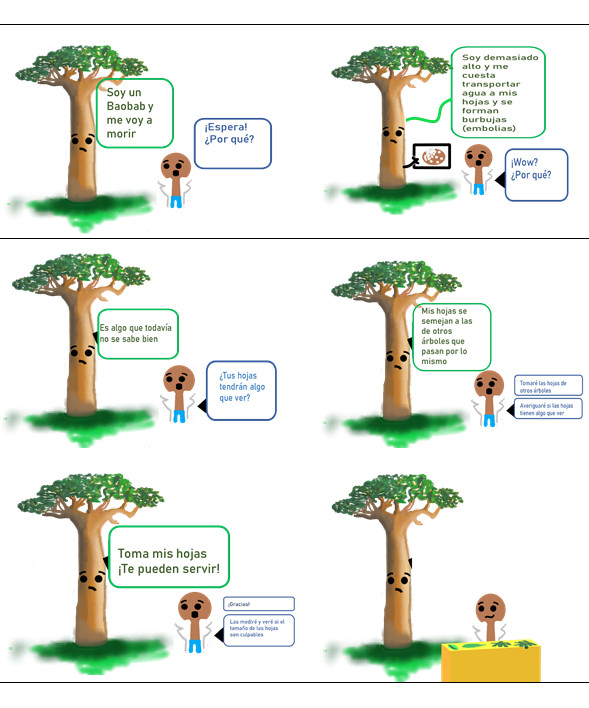 Soy un
Baobab y
me voy a
morir
¡Espera!
¿Por qué?
Soy demasiado
alto y me
cuesta
transportar
agua a mis
hojas y se
forman
burbujas
(embolias)
¡Wow?
¿Por qué?
Es algo que todavía
no se sabe bien
¿Tus hojas
tendrán algo
que ver?
Mis hojas se
semejan a las
de otros
árboles que
pasan por lo
mismo
Tomaré las hojas de
otros árboles
Averiguaré si las hojas
tienen algo que ver
Toma mis hojas
¡Te pueden servir!
¡Gracias!
Las mediré y veré si el
tamaño de las hojas
son culpables